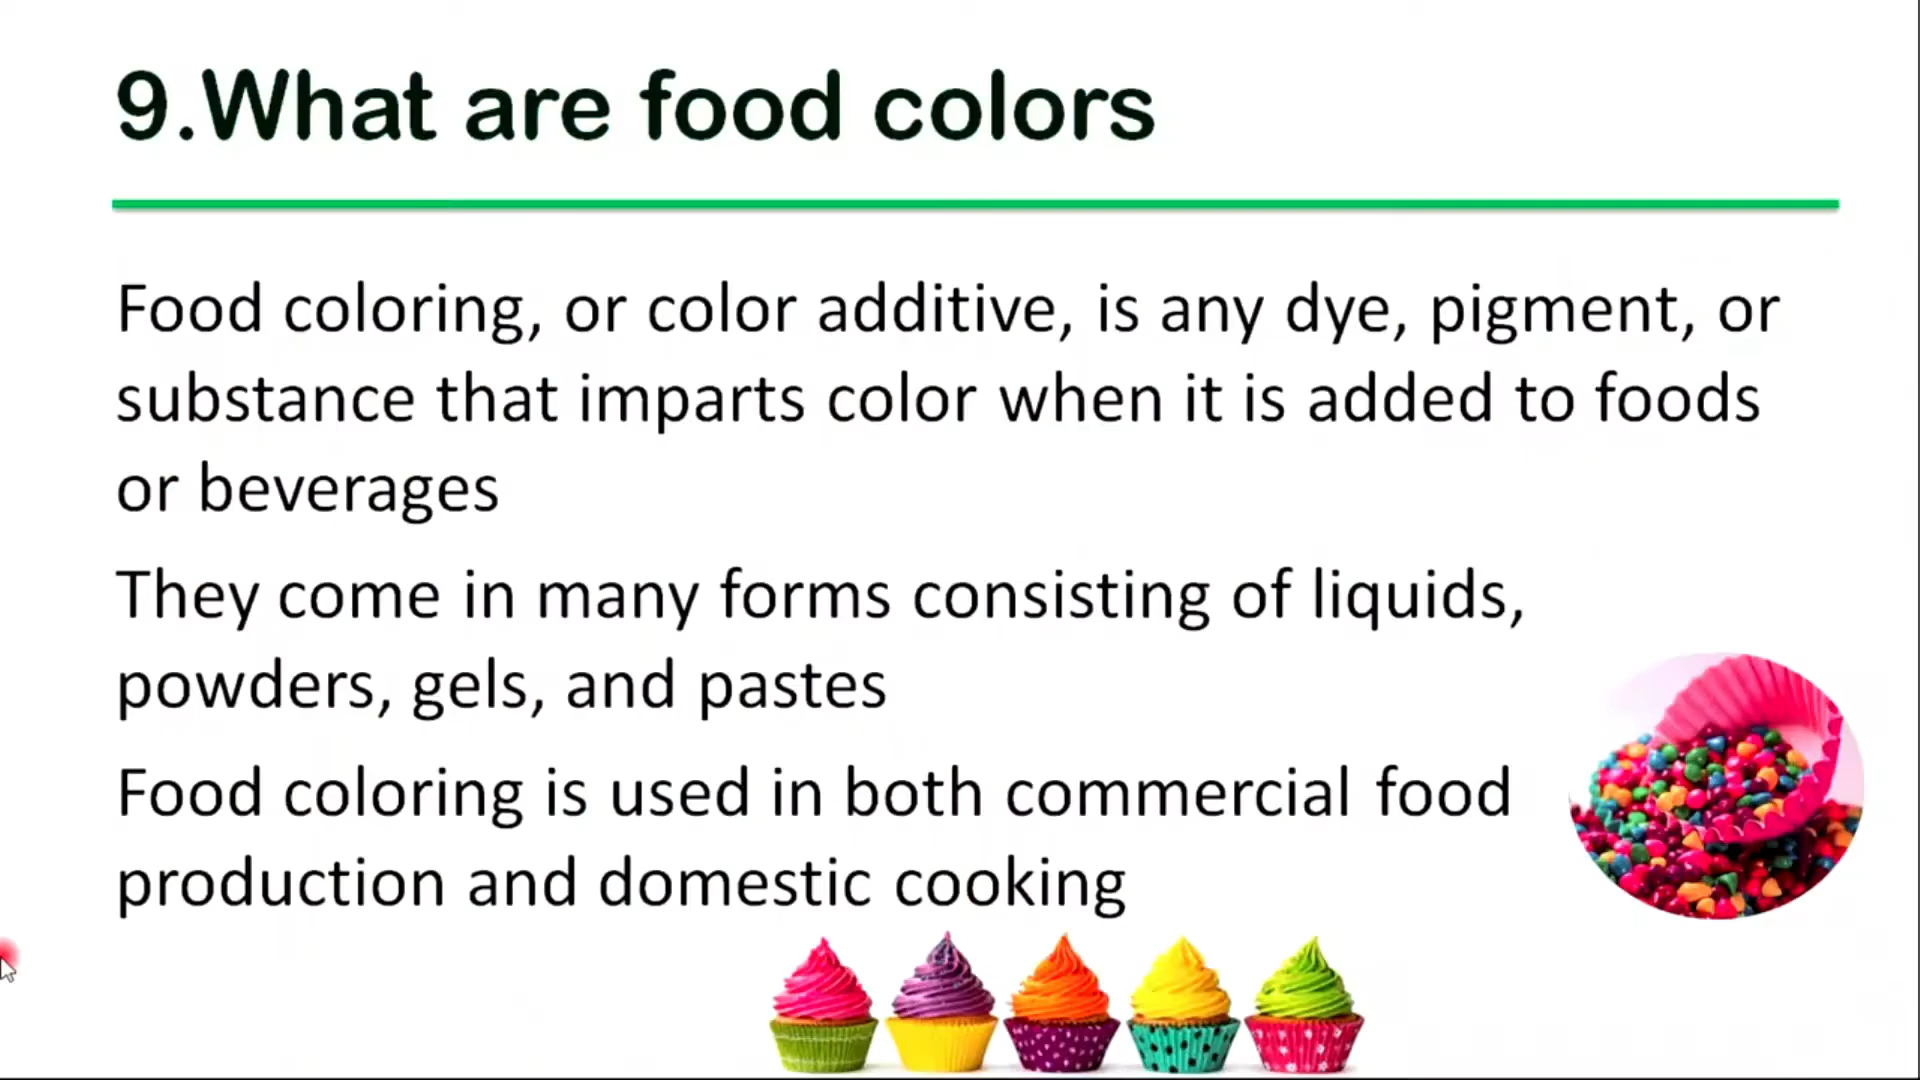 9.What are food colors
Food coloring, or color additive, is any dye, pigment, or
substance that imparts color when it is added to foods
or beverages
They come in many forms consisting of liquids,
powders, gels, and pastes
Food coloring is used in both commercial food
production and domestic cooking